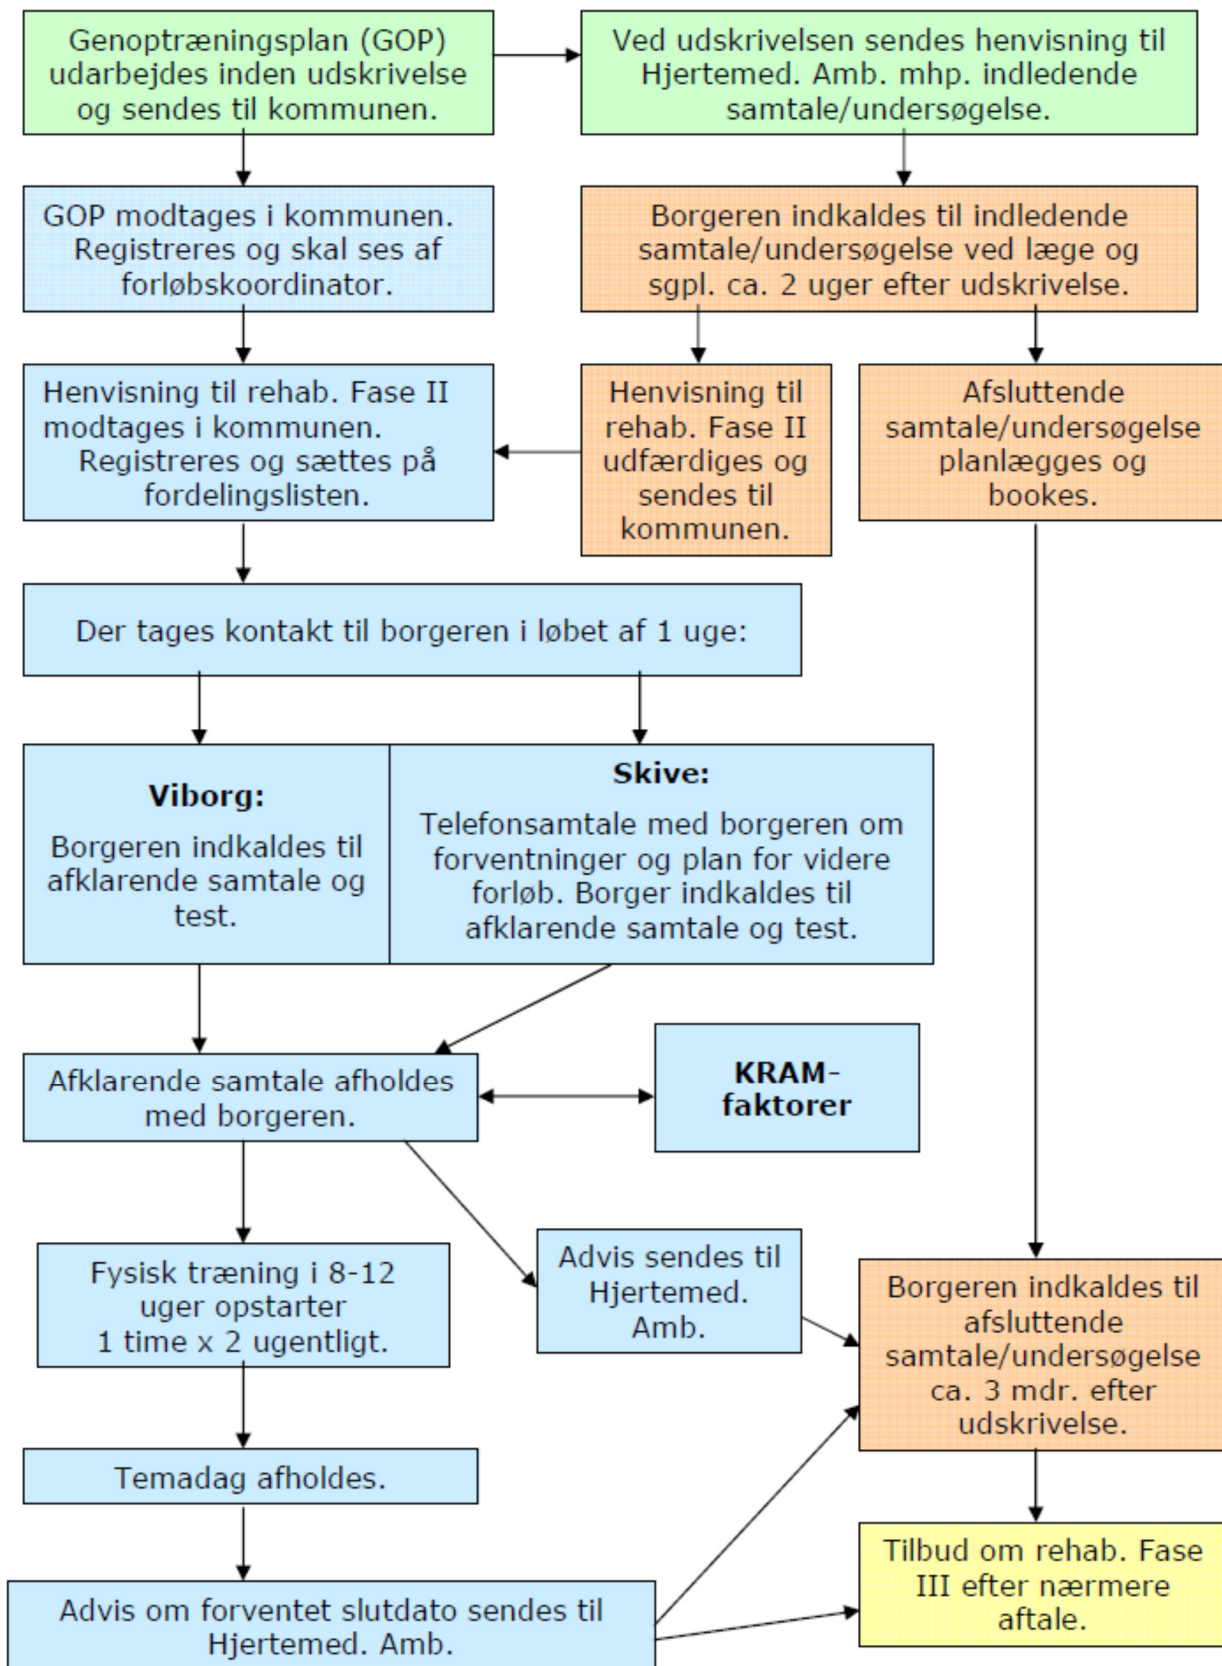 Genoptræningsplan (GOP)
udarbejdes inden udskrivelse
og sendes til kommunen.
Ved udskrivelsen sendes henvisning til
Hjertemed. Amb. mhp. indledende
samtale/undersøgelse.
GOP modtages i kommunen.
Registreres og skal ses af
forløbskoordinator.
Borgeren indkaldes til indledende
samtale/undersøgelse ved læge og
sgpl. ca. 2 uger efter udskrivelse.
Henvisning til rehab. Fase II
modtages i kommunen.
Registreres og sættes på
fordelingslisten.
Henvisning til
rehab. Fase II
udfærdiges og
sendes til
kommunen.
Afsluttende
samtale/undersøgelse
planlægges og
bookes.
Der tages kontakt til borgeren i løbet af 1 uge:
Viborg:
Borgeren indkaldes til
afklarende samtale og
test.
Skive:
Telefonsamtale med borgeren om
forventninger og plan for videre
forløb. Borger indkaldes til
afklarende samtale og test.
Afklarende samtale afholdes
med borgeren.
KRAM-
faktorer
Fysisk træning i 8-12
uger opstarter
1 time x 2 ugentligt.
Advis sendes til
Hjertemed.
Amb.
Borgeren indkaldes til
afsluttende
samtale/undersøgelse
ca. 3 mdr. efter
udskrivelse.
Temadag afholdes.
Advis om forventet slutdato sendes til
Hjertemed. Amb.
Tilbud om rehab. Fase
III efter nærmere
aftale.